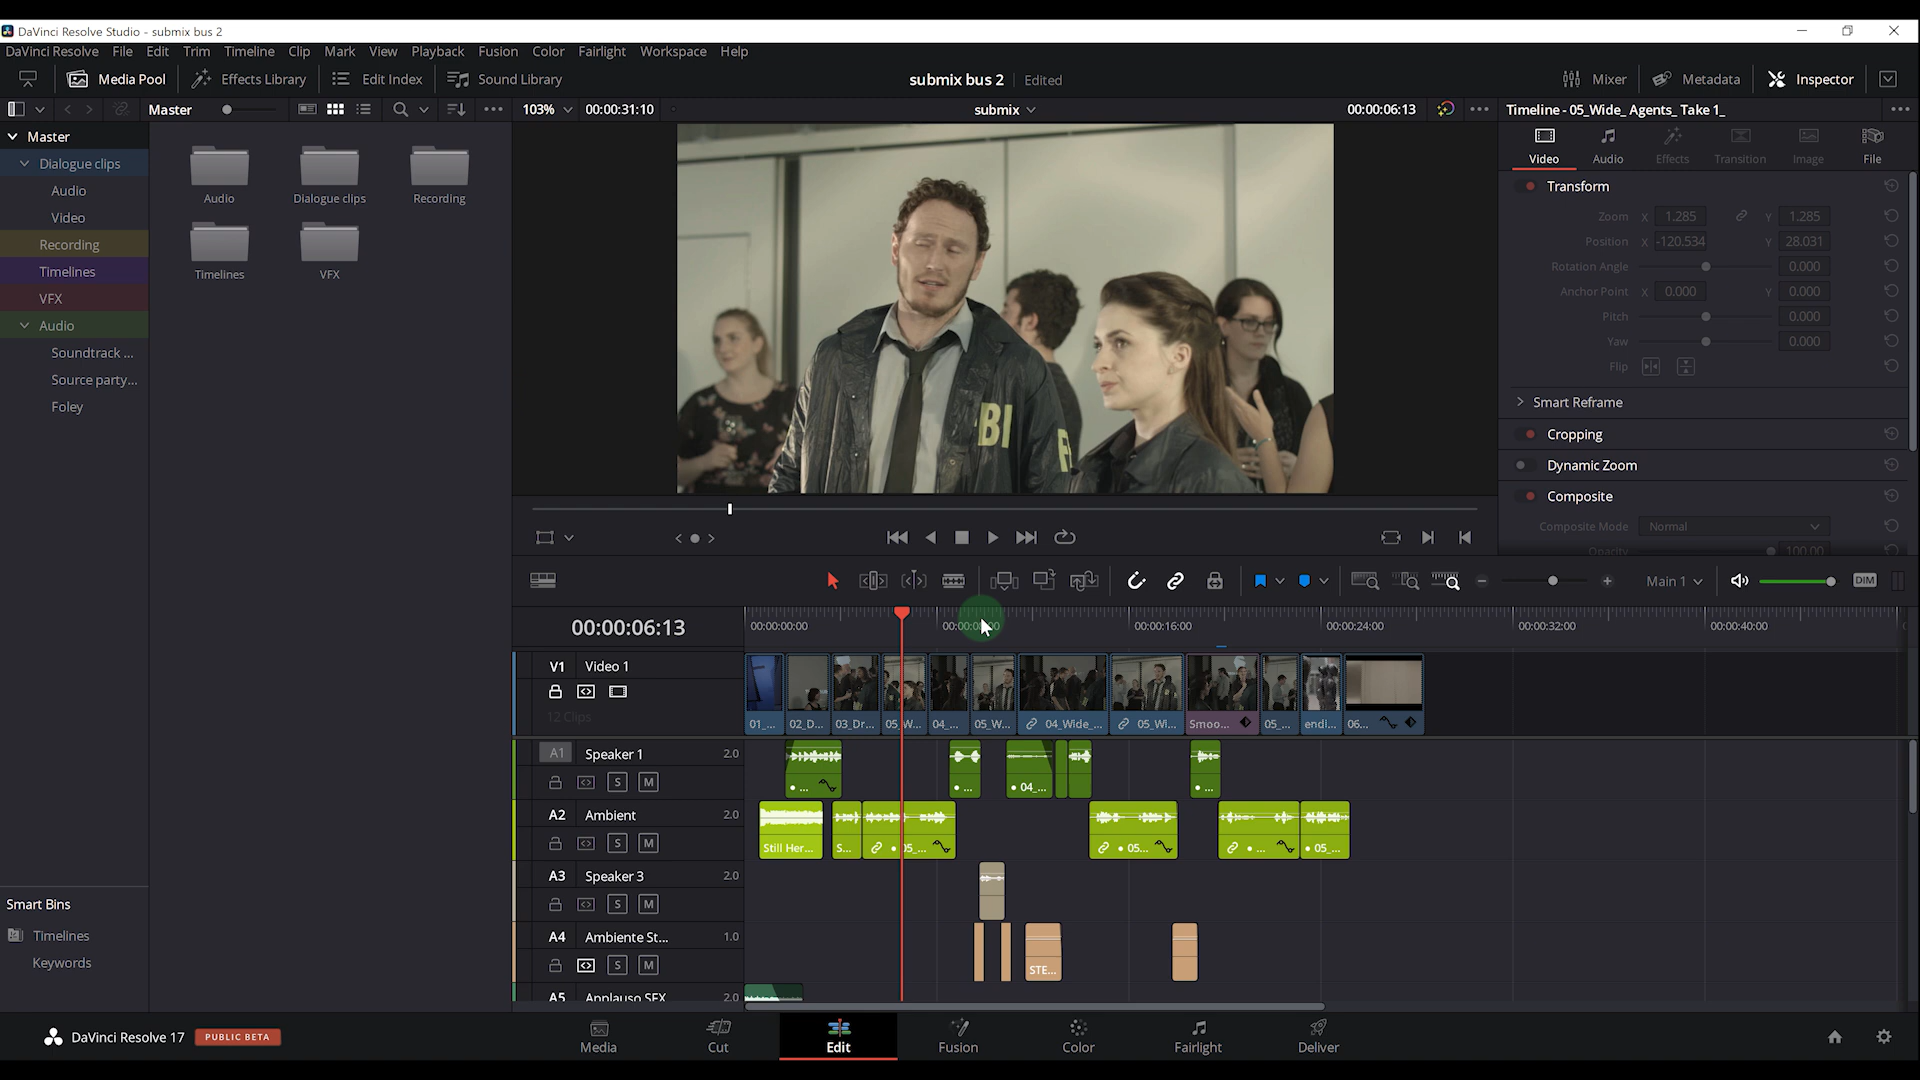 DaVinci Resolve Studio - submix bus 2
DaVinci Resolve File Edit Trim Timeline Clip Mark View Playback Fusion Color Fairlight Workspace Help
Media Pool Effects Library Edit Index Sound Library submix bus 2 Edited Mixer Metadata Inspector
Master 103% 00:00:31:10 submix 00:00:06:13 Timeline - 05_Wide_ Agents_ Take 1_
Master
Dialogue clips
Audio
Video
Recording
Timelines
VFX
Audio
Soundtrack ...
Source party...
Foley
Audio Dialogue clips Recording
Timelines VFX
BI
F
Video Audio Effects Transition Image File
Transform
Zoom X 1.285 Y 1.285
Position X -120.534 Y 28.031
Rotation Angle 0.000
Anchor Point X 0.000 Y 0.000
Pitch 0.000
Yaw 0.000
Flip
Smart Reframe
Cropping
Dynamic Zoom
Composite
Composite Mode Normal
Opacity 100.00
Main 1 DIM
00:00:06:13 00:00:00:00 00:00:16:00 00:00:24:00 00:00:32:00 00:00:40:00
V1 Video 1
12 Clips
01_... 02_D... 03_Dr... 05_W... 04_... 05_W... 04_Wide_... 05_Wi... Smoo... 05_... endi... 06...
A1 Speaker 1 2.0
S M ... 04_... ...
A2 Ambient 2.0
S M Still Her... S... 05_... 05... ... 05_...
A3 Speaker 3 2.0
S M
A4 Ambiente St... 1.0
S M STE...
A5 Applauso SFX 2.0
Smart Bins
Timelines
Keywords
DaVinci Resolve 17 PUBLIC BETA
Media Cut Edit Fusion Color Fairlight Deliver